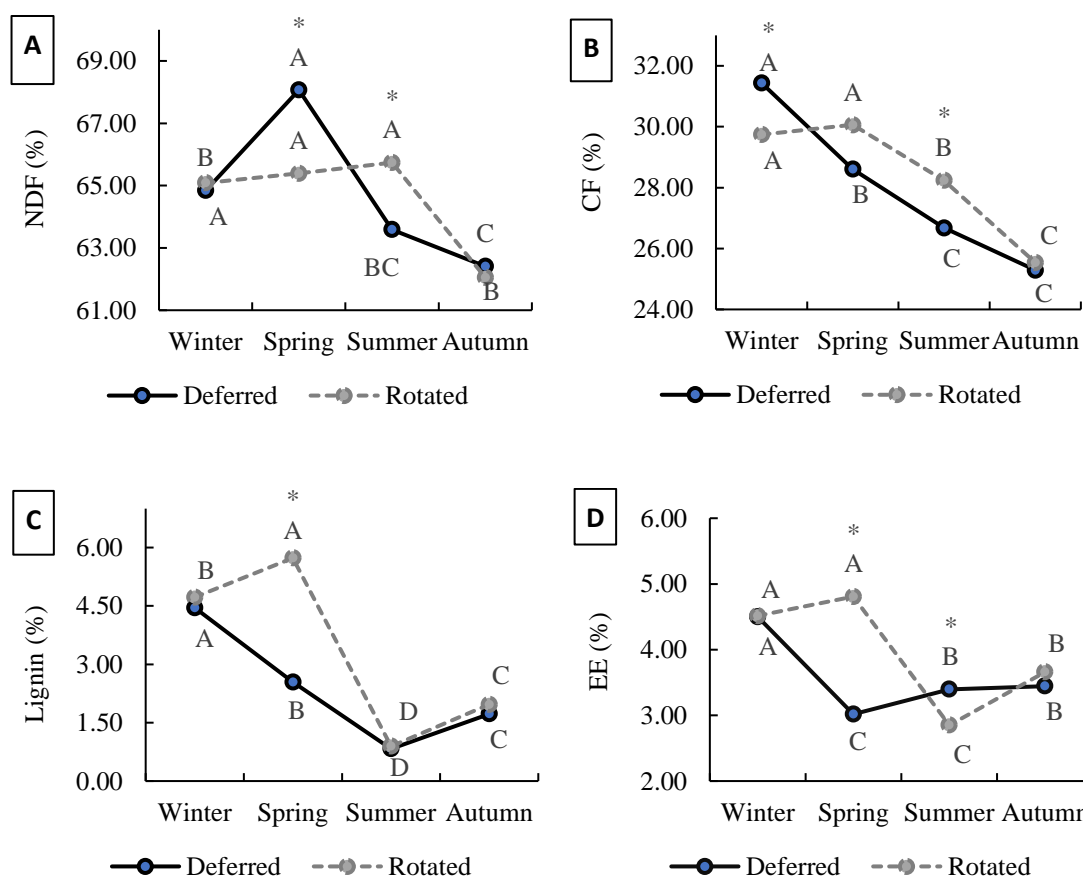 A
NDF (%)
69.00
67.00
65.00
63.00
61.00
*
A
*
B
A
A
A
C
BC
B
Winter Spring Summer Autumn
Deferred Rotated
B
CF (%)
32.00
30.00
28.00
26.00
24.00
*
A
A
*
A
B
B
C
C
C
Winter Spring Summer Autumn
Deferred Rotated
C
Lignin (%)
6.00
4.50
3.00
1.50
0.00
*
A
B
A
B
D
C
D
C
Winter Spring Summer Autumn
Deferred Rotated
D
EE (%)
6.00
5.00
4.00
3.00
2.00
*
A
A
*
A
B
B
C
C
B
Winter Spring Summer Autumn
Deferred Rotated